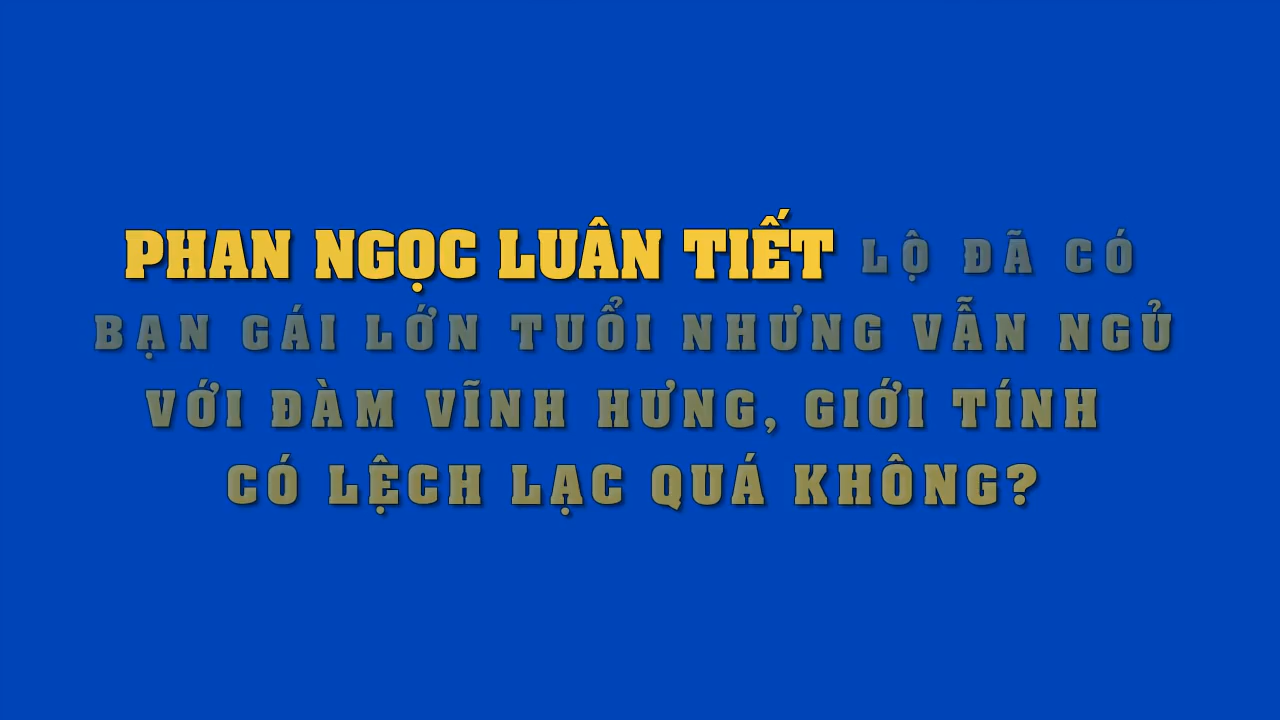 PHAN NGỌC LUÂN TIẾT LỘ ĐÃ CÓ
BẠN GÁI LỚN TUỔI NHƯNG VẪN NGỦ
VỚI ĐÀM VĨNH HƯNG, GIỚI TÍNH
CÓ LỆCH LẠC QUÁ KHÔNG?